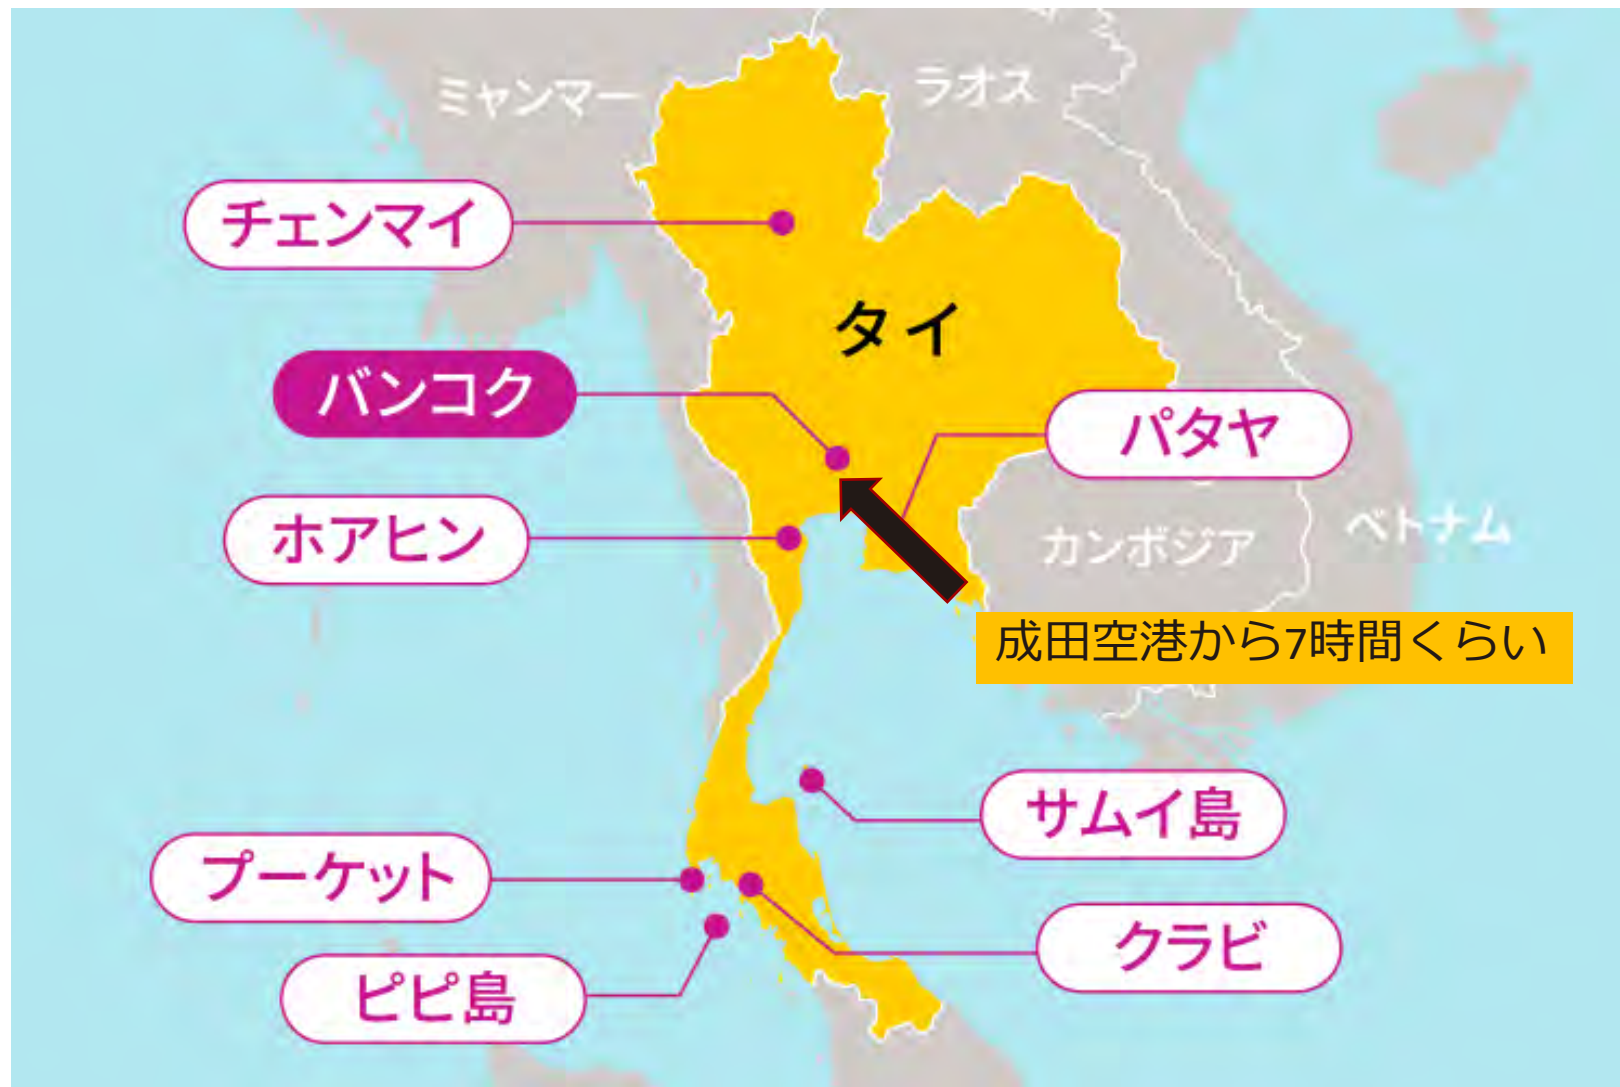 ミャンマー
ラオス
チェンマイ
タイ
バンコク
パタヤ
ホアヒン
カンボジア
ベトナム
成田空港から7時間くらい
サムイ島
プーケット
クラビ
ピピ島